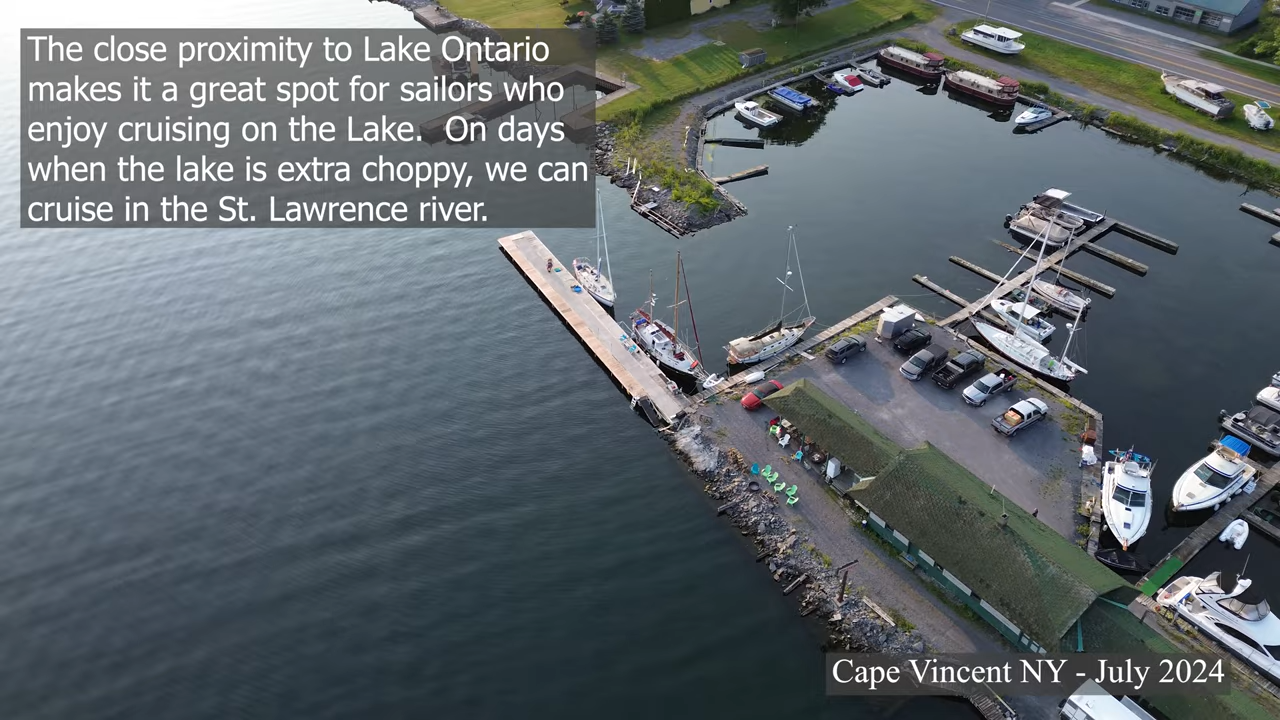 The close proximity to Lake Ontario
makes it a great spot for sailors who
enjoy cruising on the Lake.  On days
when the lake is extra choppy, we can
cruise in the St. Lawrence river.
Cape Vincent NY - July 2024